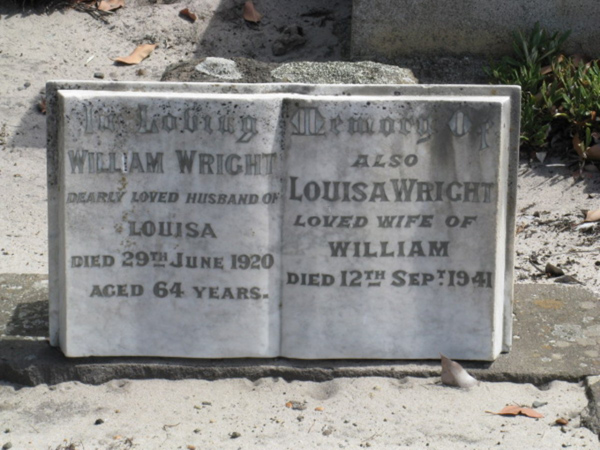 In Loving Memory Of
WILLIAM WRIGHT
DEARLY LOVED HUSBAND OF
LOUISA
DIED 29TH JUNE 1920
AGED 64 YEARS.
ALSO
LOUISA WRIGHT
LOVED WIFE OF
WILLIAM
DIED 12TH SEPT. 1941